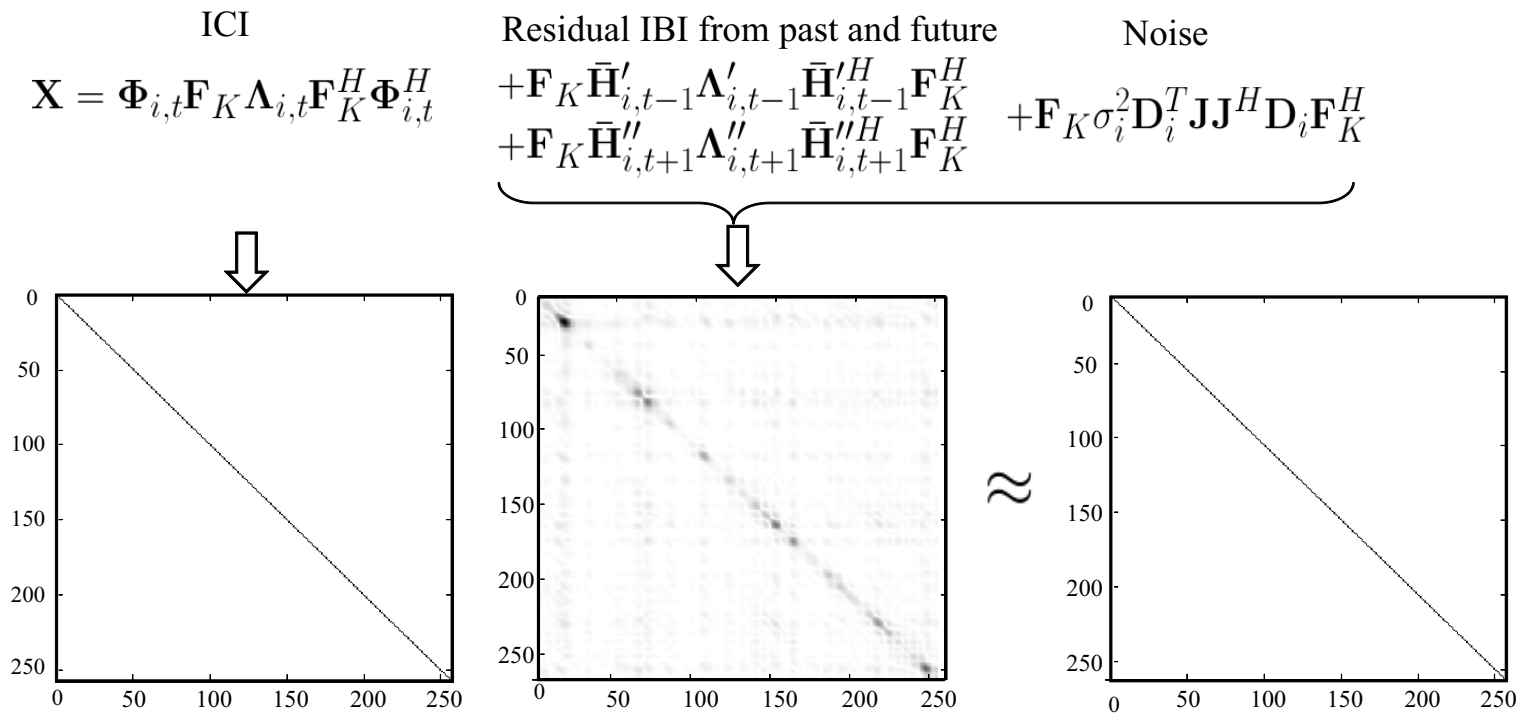 ICI
Residual IBI from past and future
Noise
X = Φ_{i,t}F_KΛ_{i,t}F_K^HΦ_{i,t}^H
+F_K H̄′_{i,t−1}Λ′_{i,t−1}H̄′^H_{i,t−1}F_K^H
+F_K H̄″_{i,t+1}Λ″_{i,t+1}H̄″^H_{i,t+1}F_K^H
+F_Kσ_i^2D_i^TJJ^HD_iF_K^H
0
50
100
150
200
250
0 50 100 150 200 250
0
50
100
150
200
250
0 50 100 150 200 250
≈
0
50
100
150
200
250
0 50 100 150 200 250